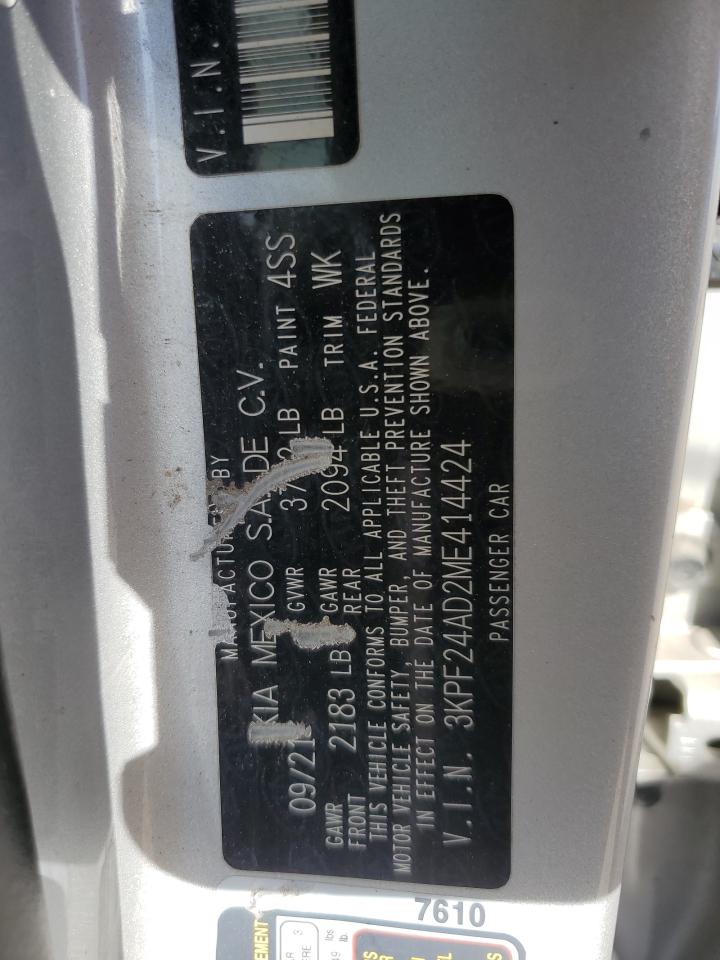 V.I.N.
MANUFACTURED BY
KIA MEXICO S.A. DE C.V.
09/21 GVWR LB PAINT 4SS
GAWR FRONT 2183 LB GAWR REAR 2094 LB TRIM WK
THIS VEHICLE CONFORMS TO ALL APPLICABLE U.S.A. FEDERAL
MOTOR VEHICLE SAFETY, BUMPER, AND THEFT PREVENTION STANDARDS
IN EFFECT ON THE DATE OF MANUFACTURE SHOWN ABOVE.
V.I.N. 3KPF24AD2ME414424
PASSENGER CAR
7610